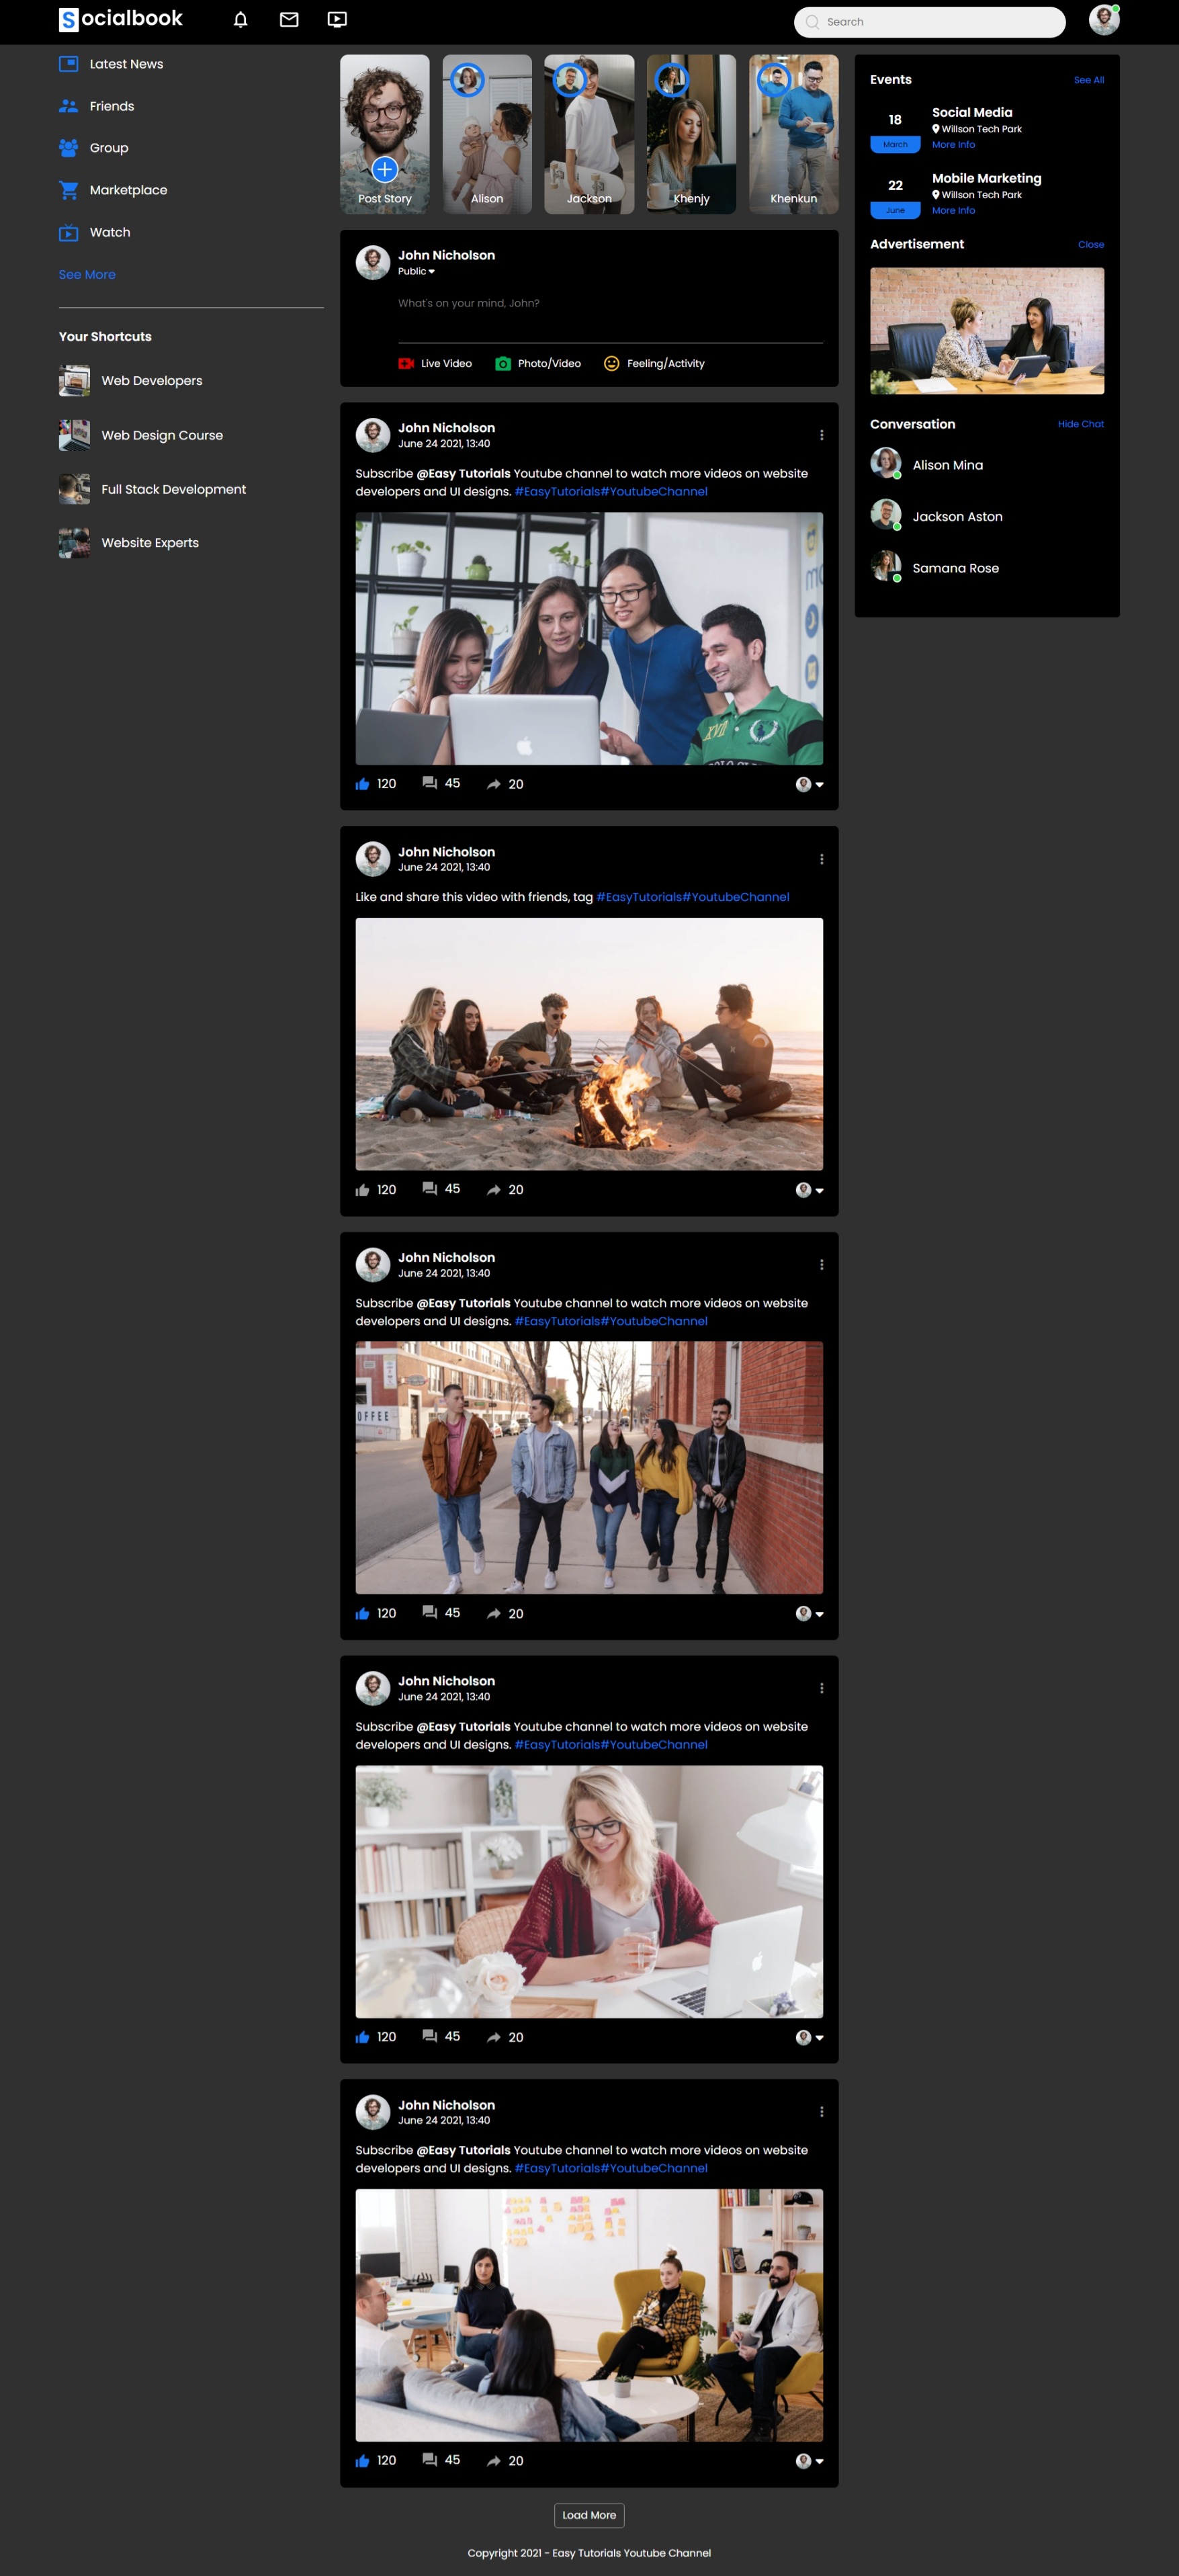 Socialbook
Search
Latest News
Friends
Group
Marketplace
Watch
See More
Your Shortcuts
Web Developers
Web Design Course
Full Stack Development
Website Experts
Post Story
Alison
Jackson
Khenjy
Khenkun
John Nicholson
Public
What's on your mind, John?
Live Video
Photo/Video
Feeling/Activity
John Nicholson
June 24 2021, 13:40
Subscribe @Easy Tutorials Youtube channel to watch more videos on website
developers and UI designs. #EasyTutorials#YoutubeChannel
120
45
20
John Nicholson
June 24 2021, 13:40
Like and share this video with friends, tag #EasyTutorials#YoutubeChannel
120
45
20
John Nicholson
June 24 2021, 13:40
Subscribe @Easy Tutorials Youtube channel to watch more videos on website
developers and UI designs. #EasyTutorials#YoutubeChannel
OFFEE
120
45
20
John Nicholson
June 24 2021, 13:40
Subscribe @Easy Tutorials Youtube channel to watch more videos on website
developers and UI designs. #EasyTutorials#YoutubeChannel
120
45
20
John Nicholson
June 24 2021, 13:40
Subscribe @Easy Tutorials Youtube channel to watch more videos on website
developers and UI designs. #EasyTutorials#YoutubeChannel
120
45
20
Load More
Copyright 2021 - Easy Tutorials Youtube Channel
Events
See All
18
March
Social Media
Willson Tech Park
More Info
22
June
Mobile Marketing
Willson Tech Park
More Info
Advertisement
Close
Conversation
Hide Chat
Alison Mina
Jackson Aston
Samana Rose